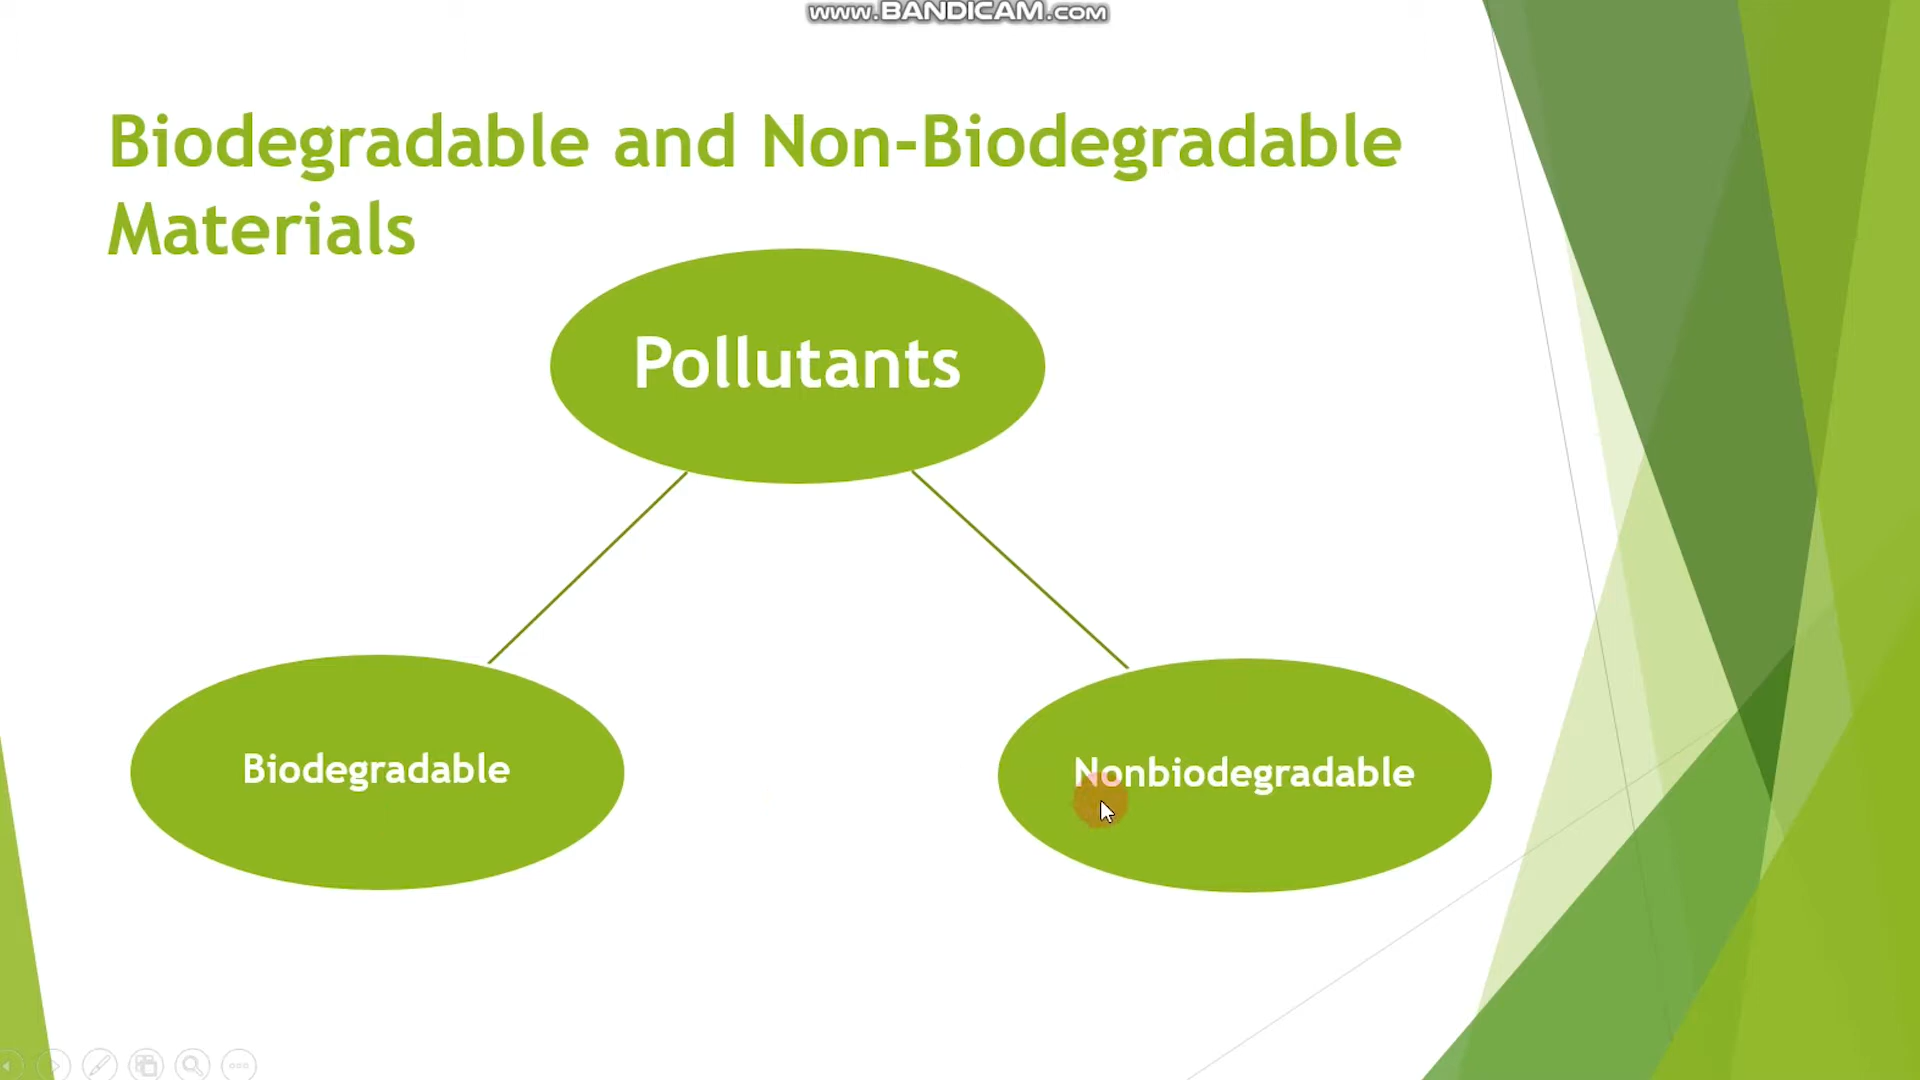 www.BANDICAM.com
Biodegradable and Non-Biodegradable
Materials
Pollutants
Biodegradable
Nonbiodegradable